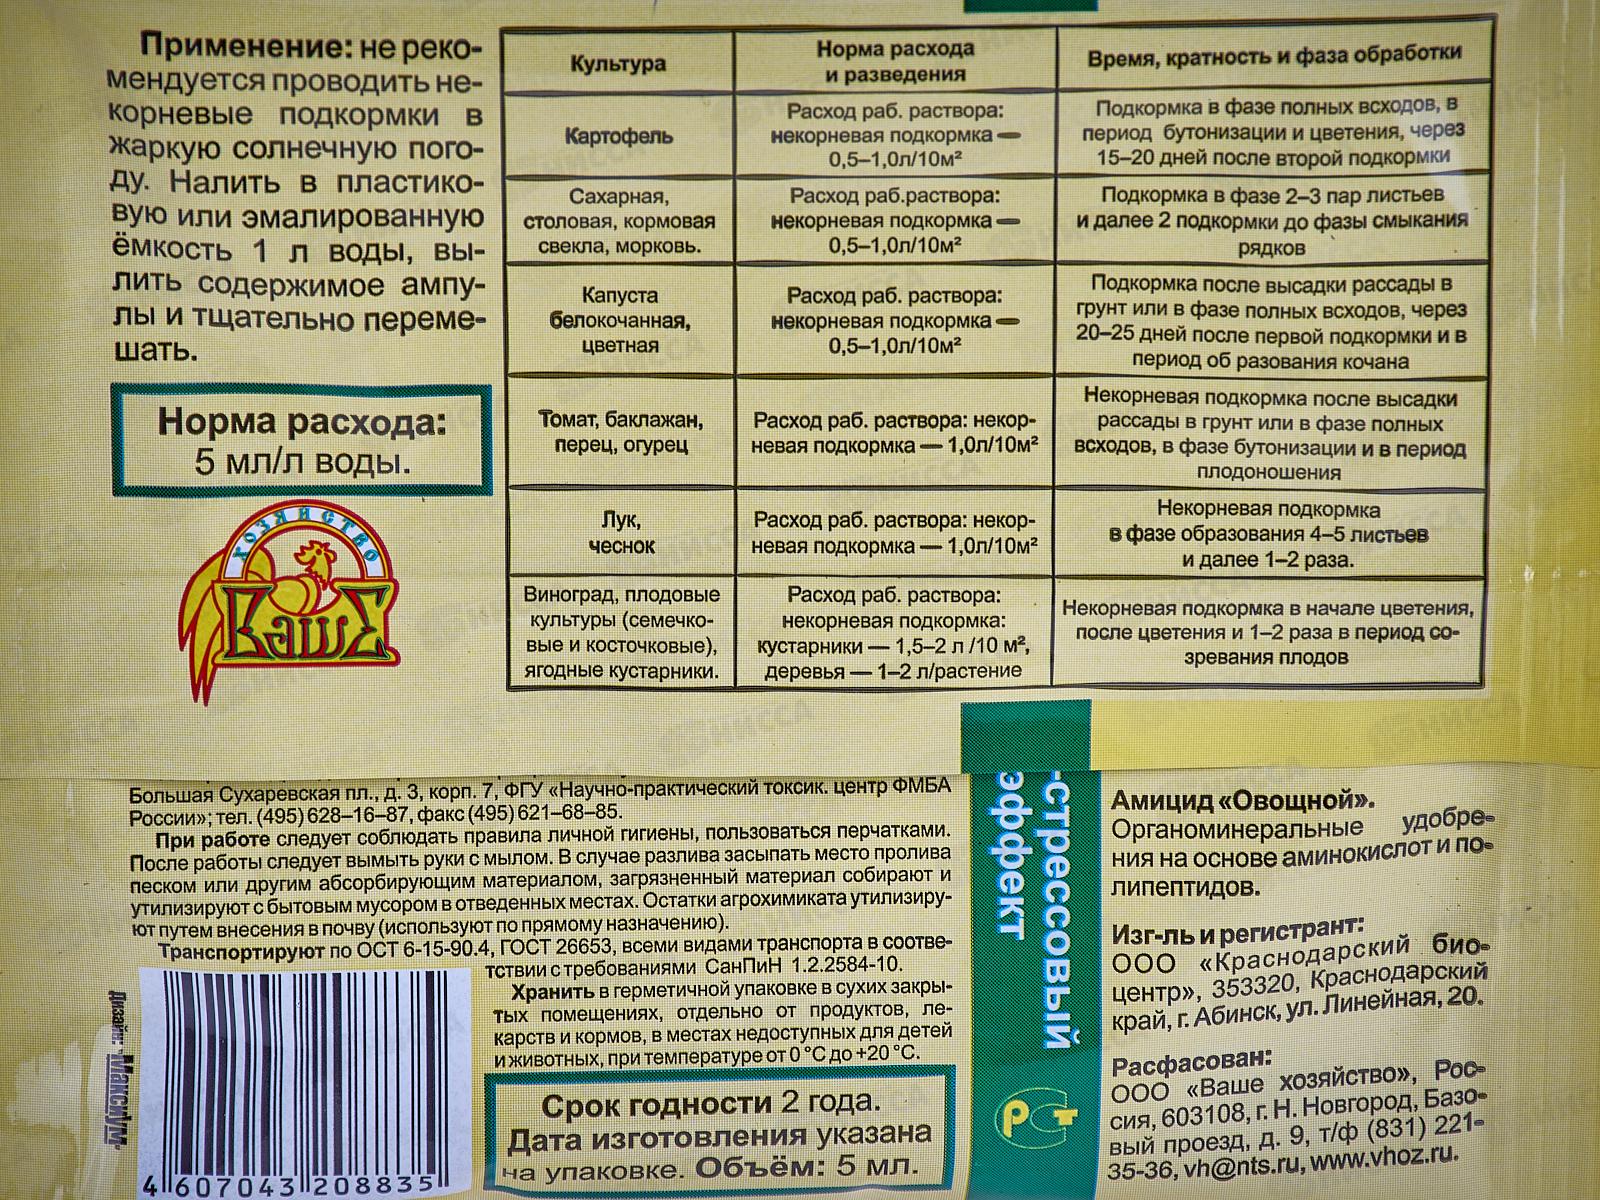 Применение: не реко-
мендуется проводить не-
корневые подкормки в
жаркую солнечную пого-
ду. Налить в пластико-
вую или эмалированную
ёмкость 1 л воды, вы-
лить содержимое ампу-
лы и тщательно переме-
шать.
Норма расхода:
5 мл/л воды.
ХОЗЯЙСТВО
ВАШЕ
Культура
Норма расхода
и разведения
Время, кратность и фаза обработки
Картофель
Расход раб. раствора:
некорневая подкормка —
0,5–1,0л/10м²
Подкормка в фазе полных всходов, в
период бутонизации и цветения, через
15–20 дней после второй подкормки
Сахарная,
столовая, кормовая
свекла, морковь.
Расход раб.раствора:
некорневая подкормка —
0,5–1,0л/10м²
Подкормка в фазе 2–3 пар листьев
и далее 2 подкормки до фазы смыкания
рядков
Капуста
белокочанная,
цветная
Расход раб. раствора:
некорневая подкормка —
0,5–1,0л/10м²
Подкормка после высадки рассады в
грунт или в фазе полных всходов, через
20–25 дней после первой подкормки и в
период об разования кочана
Томат, баклажан,
перец, огурец
Расход раб. раствора: некор-
невая подкормка — 1,0л/10м²
Некорневая подкормка после высадки
рассады в грунт или в фазе полных
всходов, в фазе бутонизации и в период
плодоношения
Лук,
чеснок
Расход раб. раствора: некор-
невая подкормка — 1,0л/10м²
Некорневая подкормка
в фазе образования 4–5 листьев
и далее 1–2 раза.
Виноград, плодовые
культуры (семечко-
вые и косточковые),
ягодные кустарники.
Расход раб. раствора:
некорневая подкормка:
кустарники — 1,5–2 л /10 м²,
деревья — 1–2 л/растение
Некорневая подкормка в начале цветения,
после цветения и 1–2 раза в период со-
зревания плодов
Большая Сухаревская пл., д. 3, корп. 7, ФГУ «Научно-практический токсик. центр ФМБА
России»; тел. (495) 628–16–87, факс (495) 621–68–85.
При работе следует соблюдать правила личной гигиены, пользоваться перчатками.
После работы следует вымыть руки с мылом. В случае разлива засыпать место пролива
песком или другим абсорбирующим материалом, загрязненный материал собирают и
утилизируют с бытовым мусором в отведенных местах. Остатки агрохимиката утилизиру-
ют путем внесения в почву (используют по прямому назначению).
Транспортируют по ОСТ 6-15-90.4, ГОСТ 26653, всеми видами транспорта в соотве-
тствии с требованиями СанПиН 1.2.2584-10.
Хранить в герметичной упаковке в сухих закры-
тых помещениях, отдельно от продуктов, ле-
карств и кормов, в местах недоступных для детей
и животных, при температуре от 0 °С до +20 °С.
Срок годности 2 года.
Дата изготовления указана
на упаковке. Объём: 5 мл.
Дизайн: Максиум
4 607043 208835
-стрессовый
эффект
РСТ
Амицид «Овощной».
Органоминеральные удобре-
ния на основе аминокислот и по-
липептидов.
Изг-ль и регистрант:
ООО «Краснодарский био-
центр», 353320, Краснодарский
край, г. Абинск, ул. Линейная, 20.
Расфасован:
ООО «Ваше хозяйство», Рос-
сия, 603108, г. Н. Новгород, Базо-
вый проезд, д. 9, т/ф (831) 221-
35-36, vh@nts.ru, www.vhoz.ru.